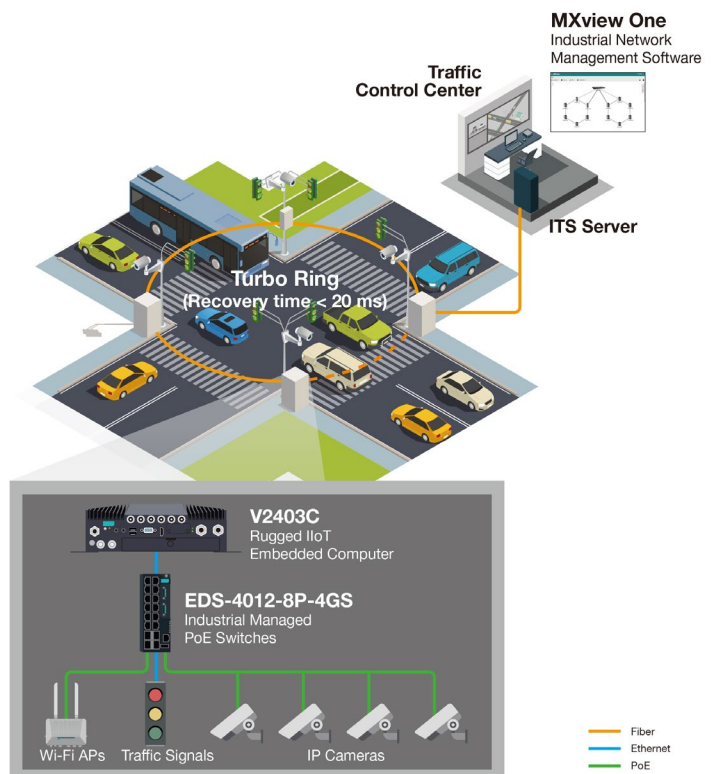 MXview One
Industrial Network
Management Software
Traffic
Control Center
ITS Server
Turbo Ring
(Recovery time < 20 ms)
V2403C
Rugged IIoT
Embedded Computer
EDS-4012-8P-4GS
Industrial Managed
PoE Switches
Wi-Fi APs
Traffic Signals
IP Cameras
Fiber
Ethernet
PoE